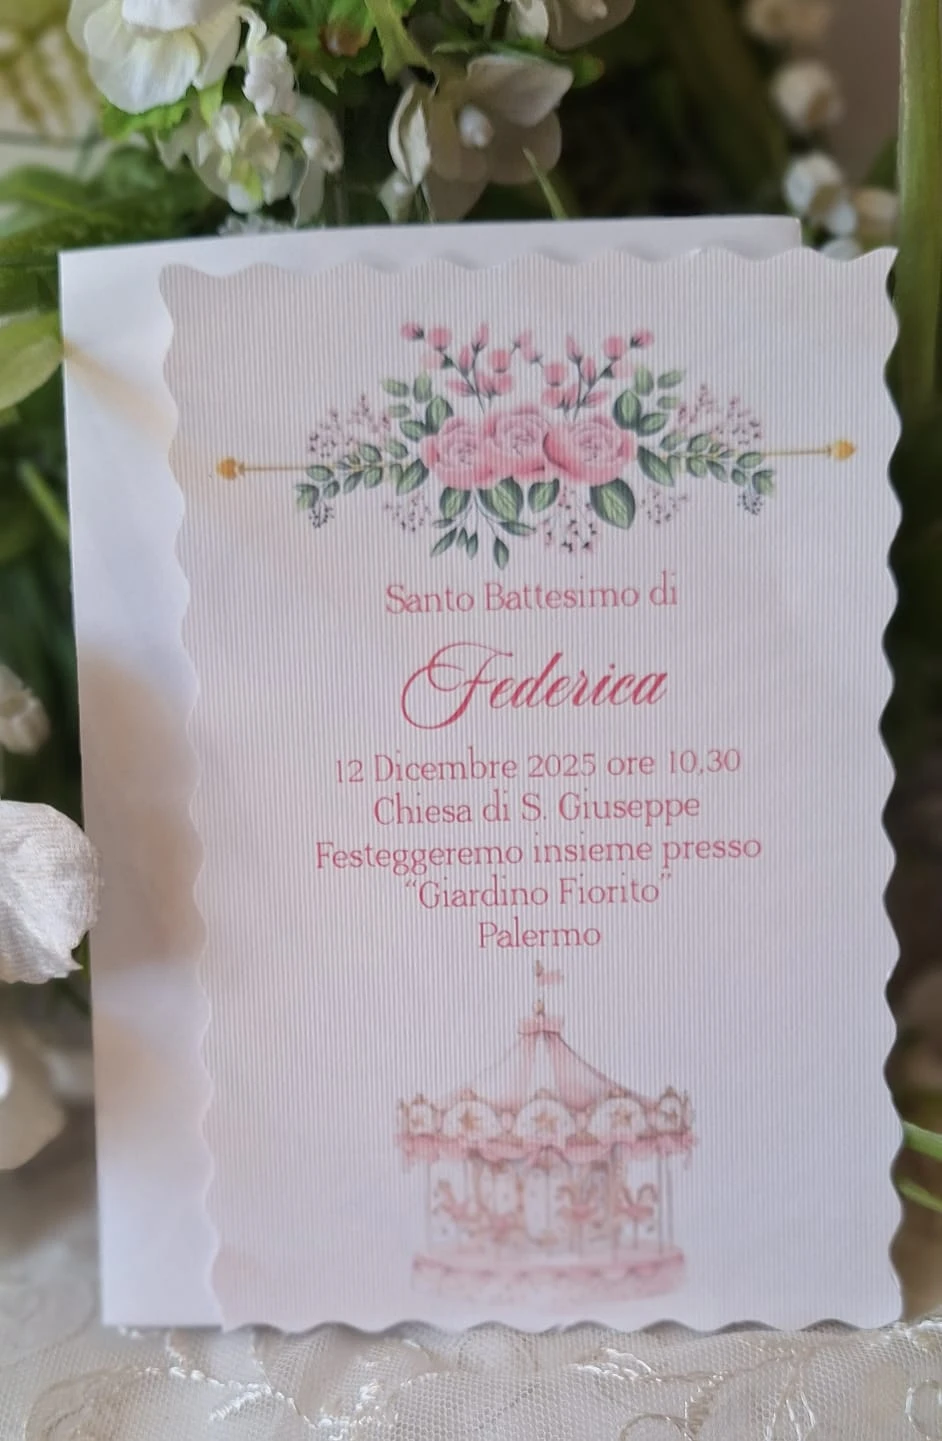 Santo Battesimo di
Federica
12 Dicembre 2025 ore 10,30
Chiesa di S. Giuseppe
Festeggeremo insieme presso
“Giardino Fiorito”
Palermo